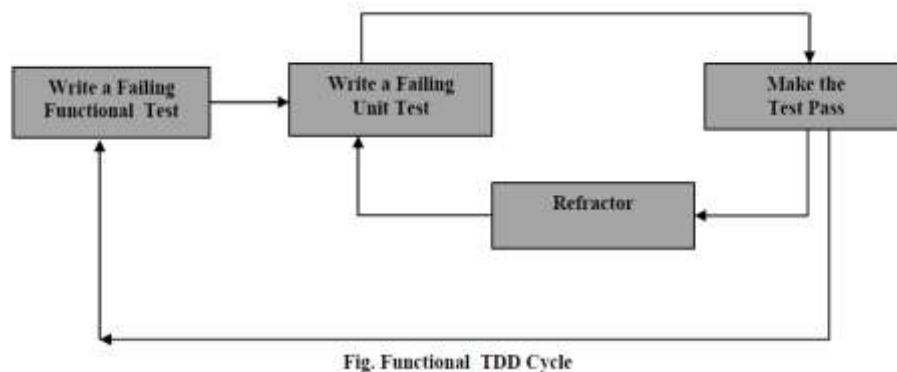 Write a Failing
Functional Test
Write a Failing
Unit Test
Make the
Test Pass
Refractor
Fig. Functional TDD Cycle